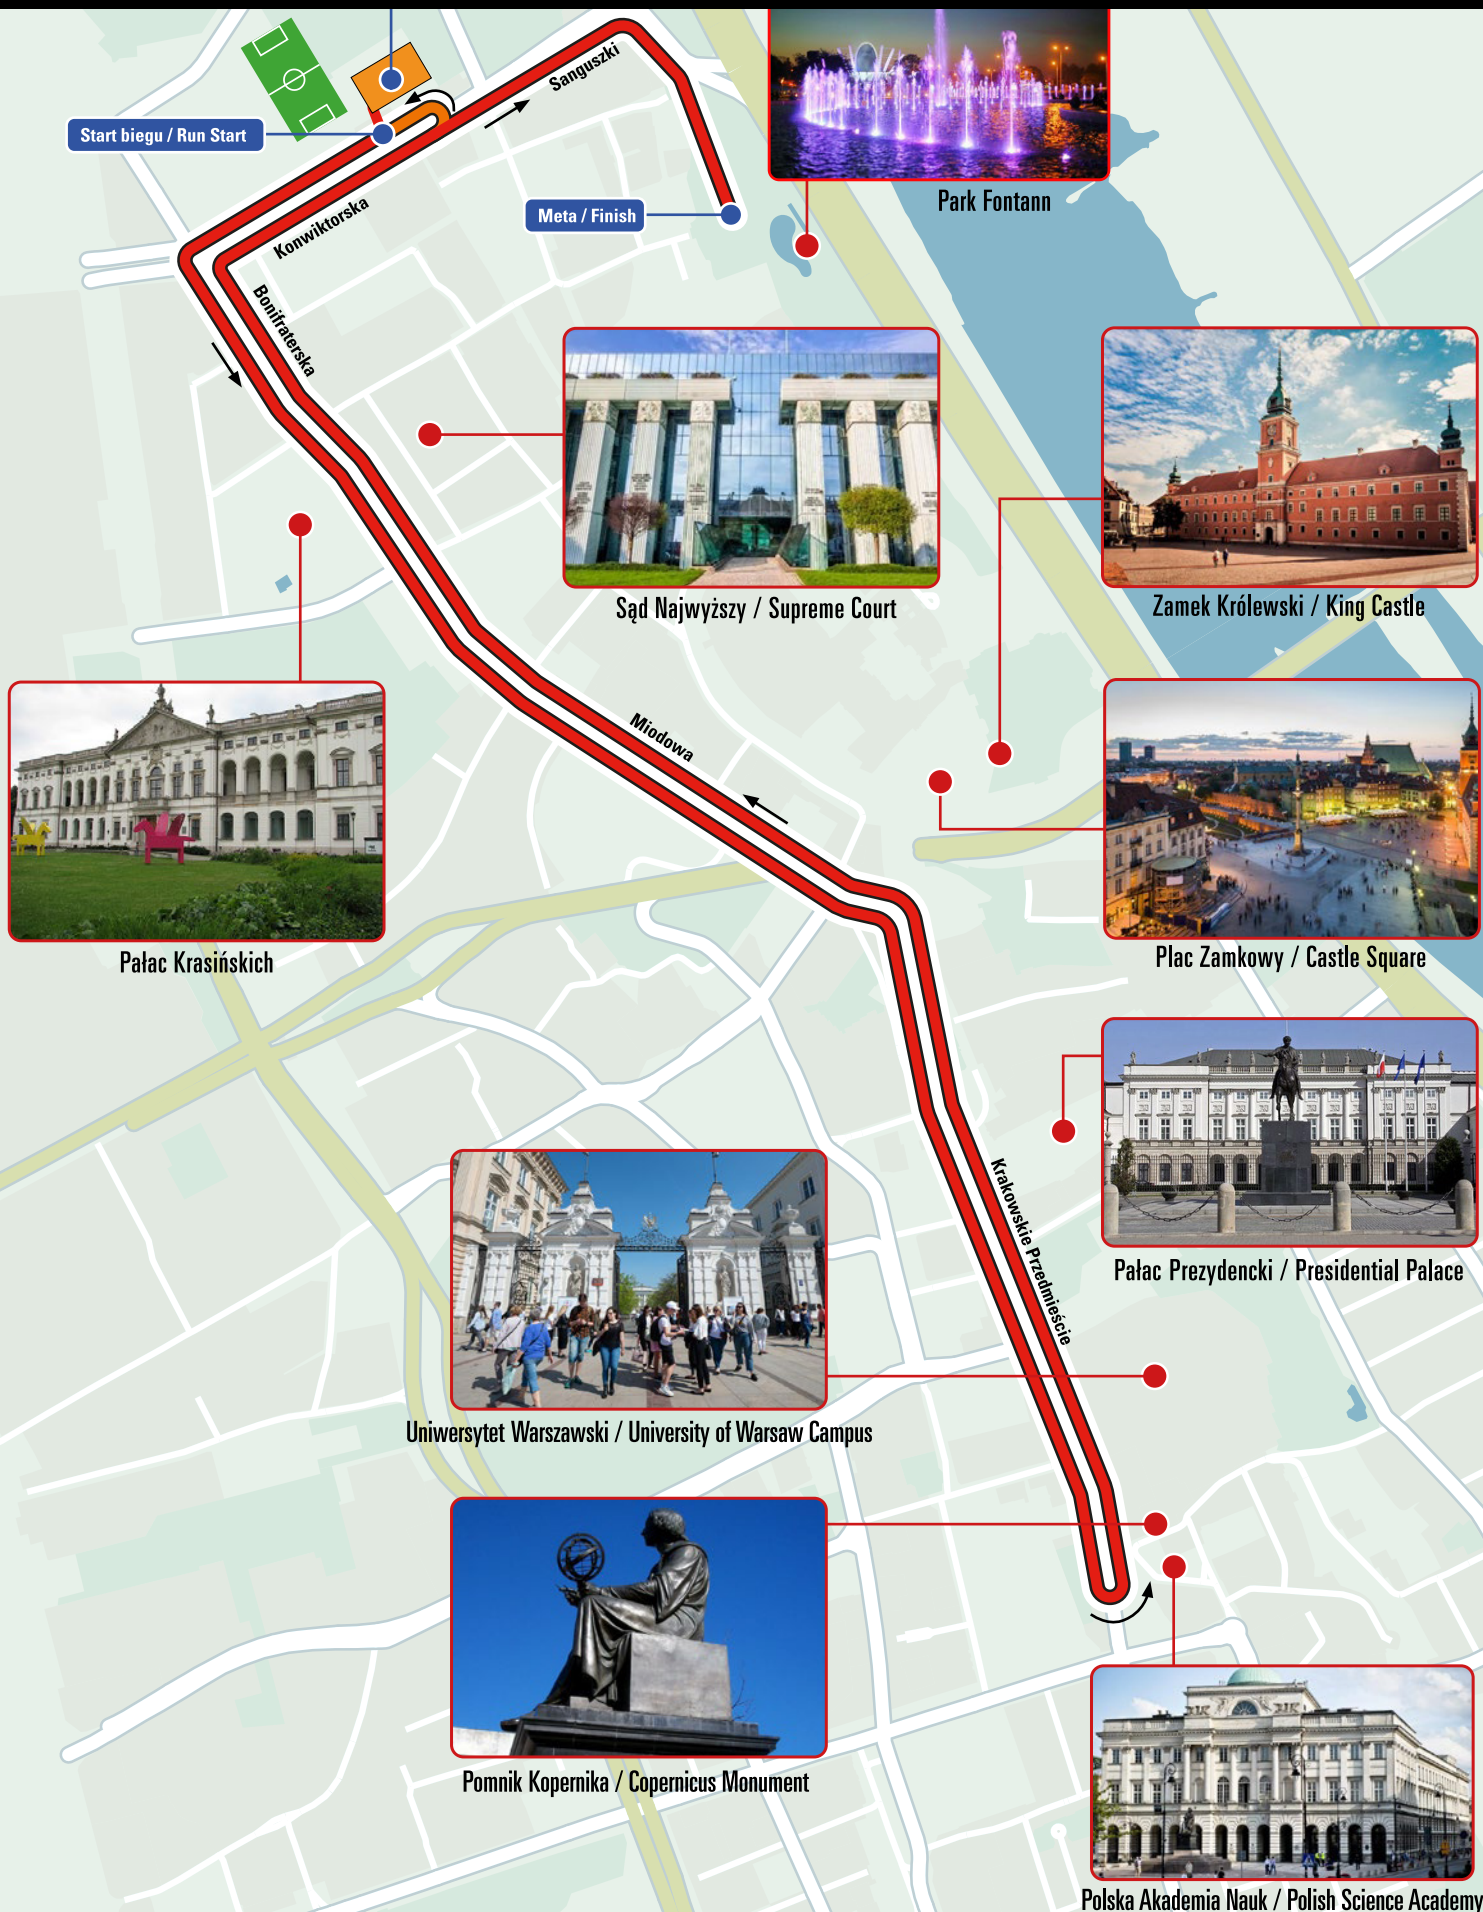 Sanguszki
Start biegu / Run Start
Park Fontann
Meta / Finish
Konwiktorska
Bonifraterska
Sąd Najwyższy / Supreme Court
Zamek Królewski / King Castle
Miodowa
Pałac Krasińskich
Plac Zamkowy / Castle Square
Krakowskie Przedmieście
Pałac Prezydencki / Presidential Palace
Uniwersytet Warszawski / University of Warsaw Campus
Pomnik Kopernika / Copernicus Monument
Polska Akademia Nauk / Polish Science Academy